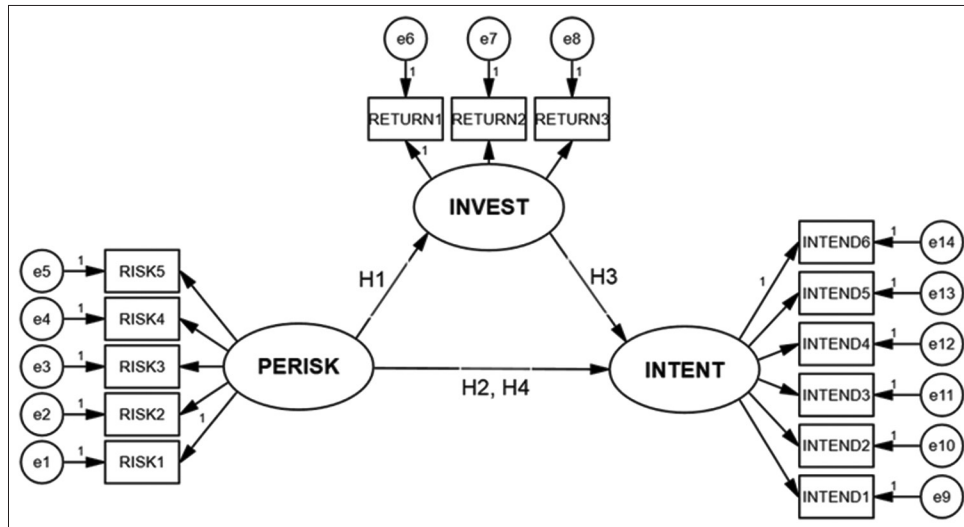 e6 e7 e8
1 1 1
RETURN1 RETURN2 RETURN3
1
INVEST
H1
H3
e5 1 RISK5
e4 1 RISK4
e3 1 RISK3
e2 1 RISK2
1
e1 1 RISK1
PERISK
H2, H4
INTENT
1
INTEND6 1 e14
INTEND5 1 e13
INTEND4 1 e12
INTEND3 1 e11
INTEND2 1 e10
INTEND1 1 e9